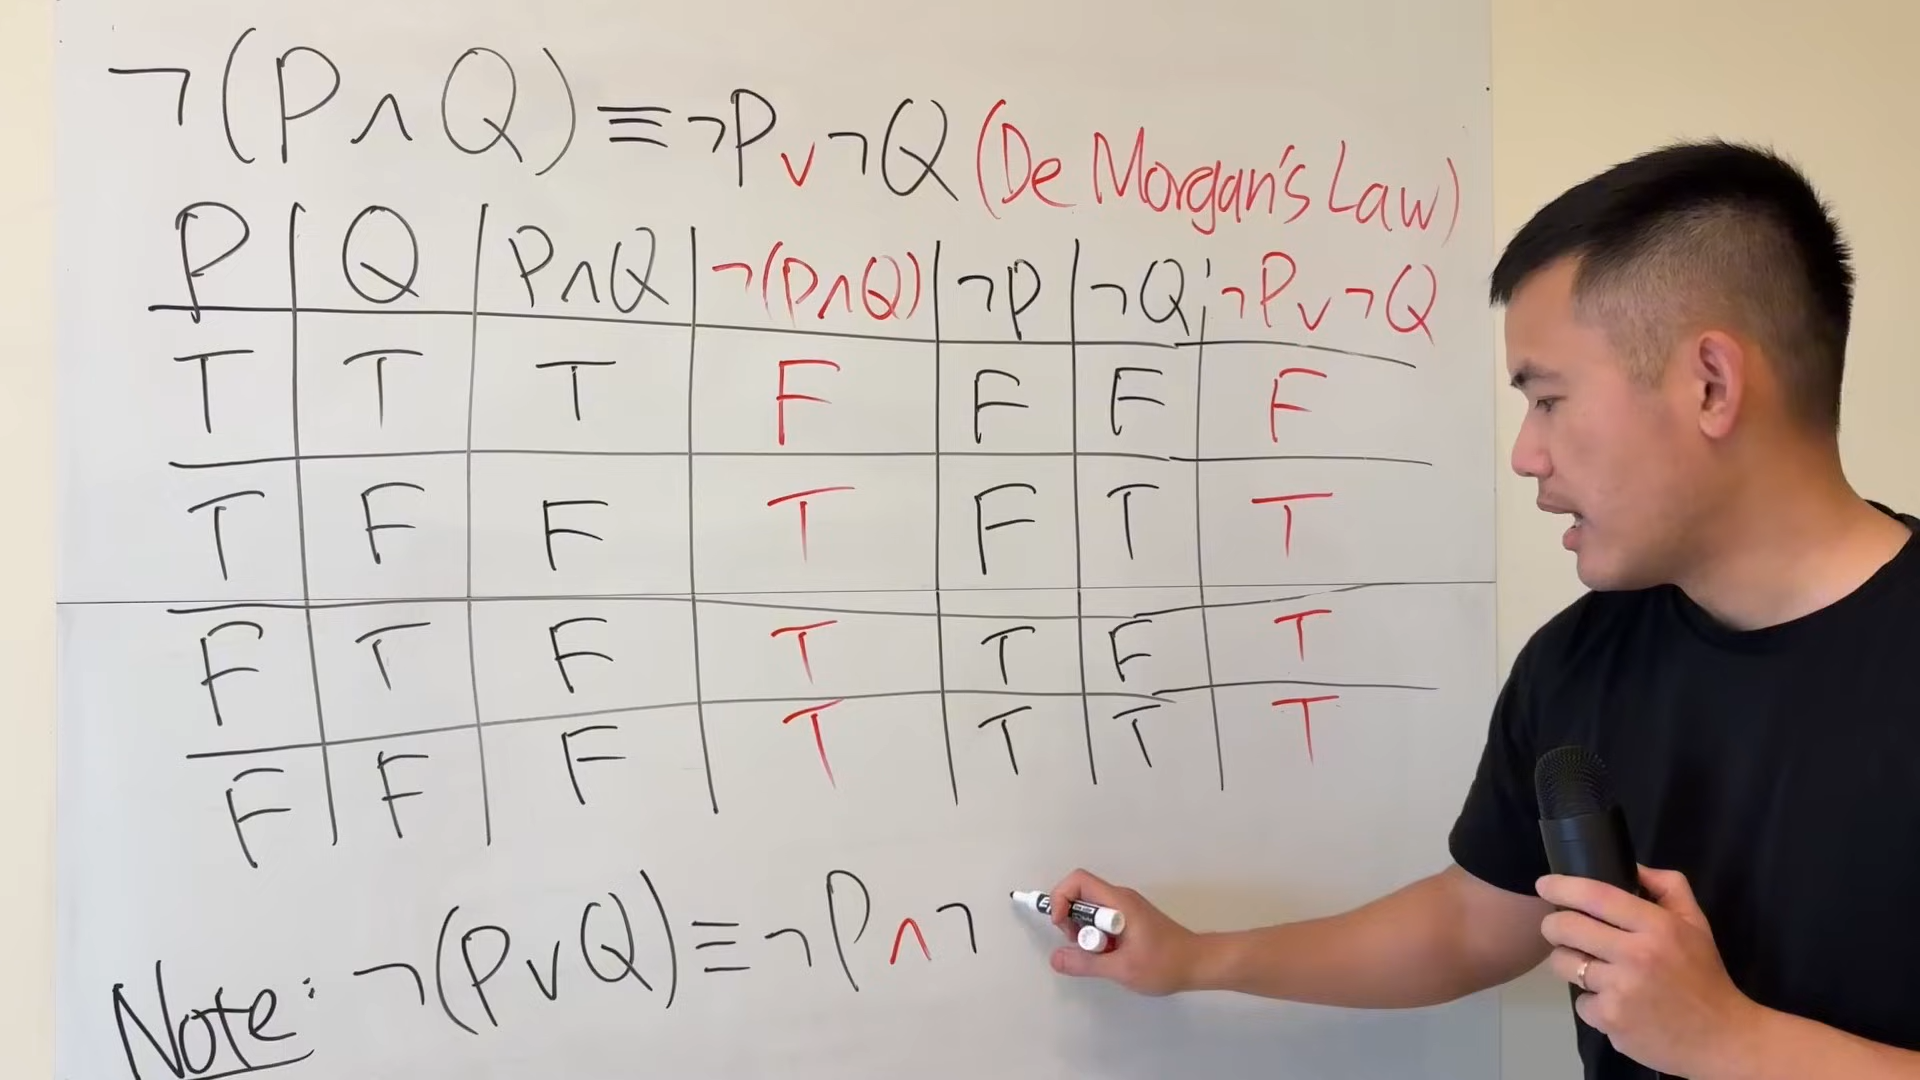 ¬(P∧Q)≡¬P∨¬Q (De Morgan's Law)
P Q P∧Q ¬(P∧Q) ¬P ¬Q ¬P∨¬Q
T T T F F F F
T F F T F T T
F T F T T F T
F F F T T T T
Note: ¬(P∨Q)≡¬P∧¬